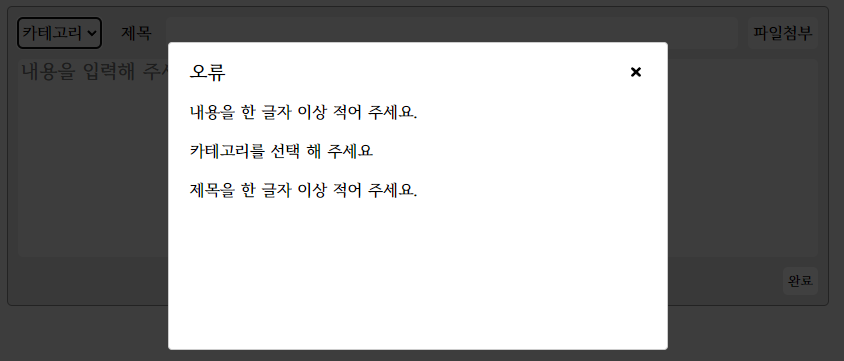 카테고리 제목 파일첨부
내용을 입력해 주
오류
내용을 한 글자 이상 적어 주세요.
카테고리를 선택 해 주세요
제목을 한 글자 이상 적어 주세요.
완료